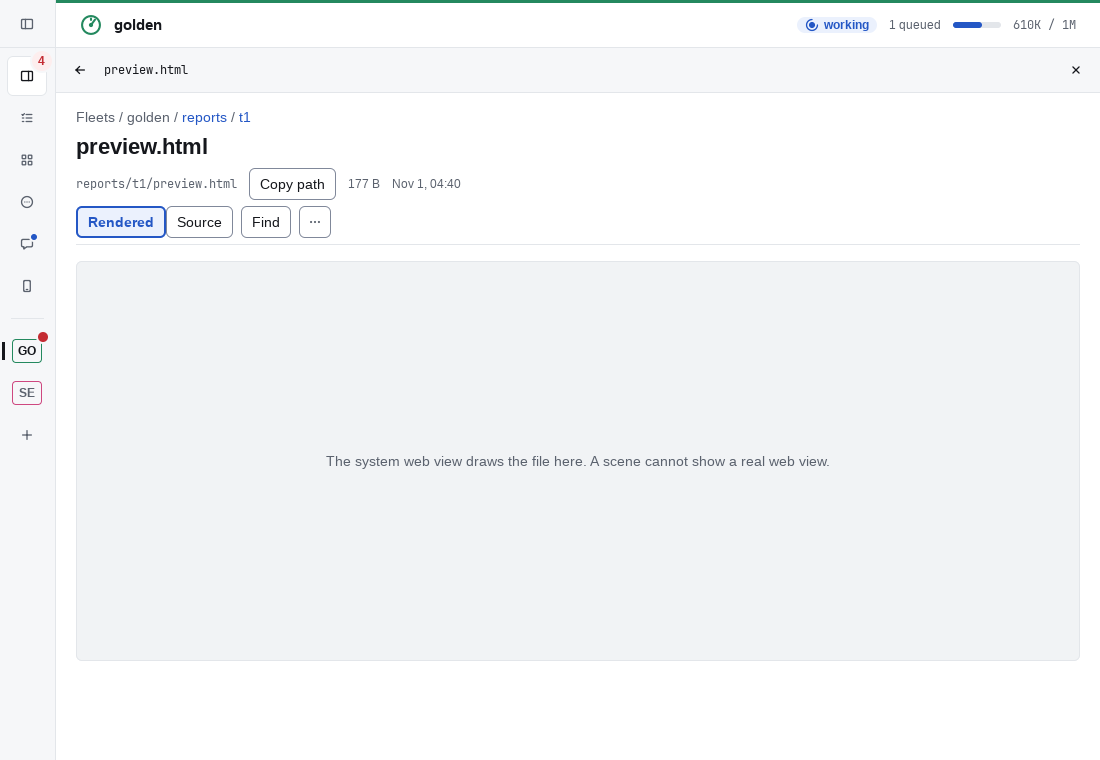 golden
working
1 queued
610K / 1M
4
preview.html
Fleets / golden / reports / t1
preview.html
reports/t1/preview.html
Copy path
177 B
Nov 1, 04:40
Rendered
Source
Find
···
The system web view draws the file here. A scene cannot show a real web view.
GO
SE